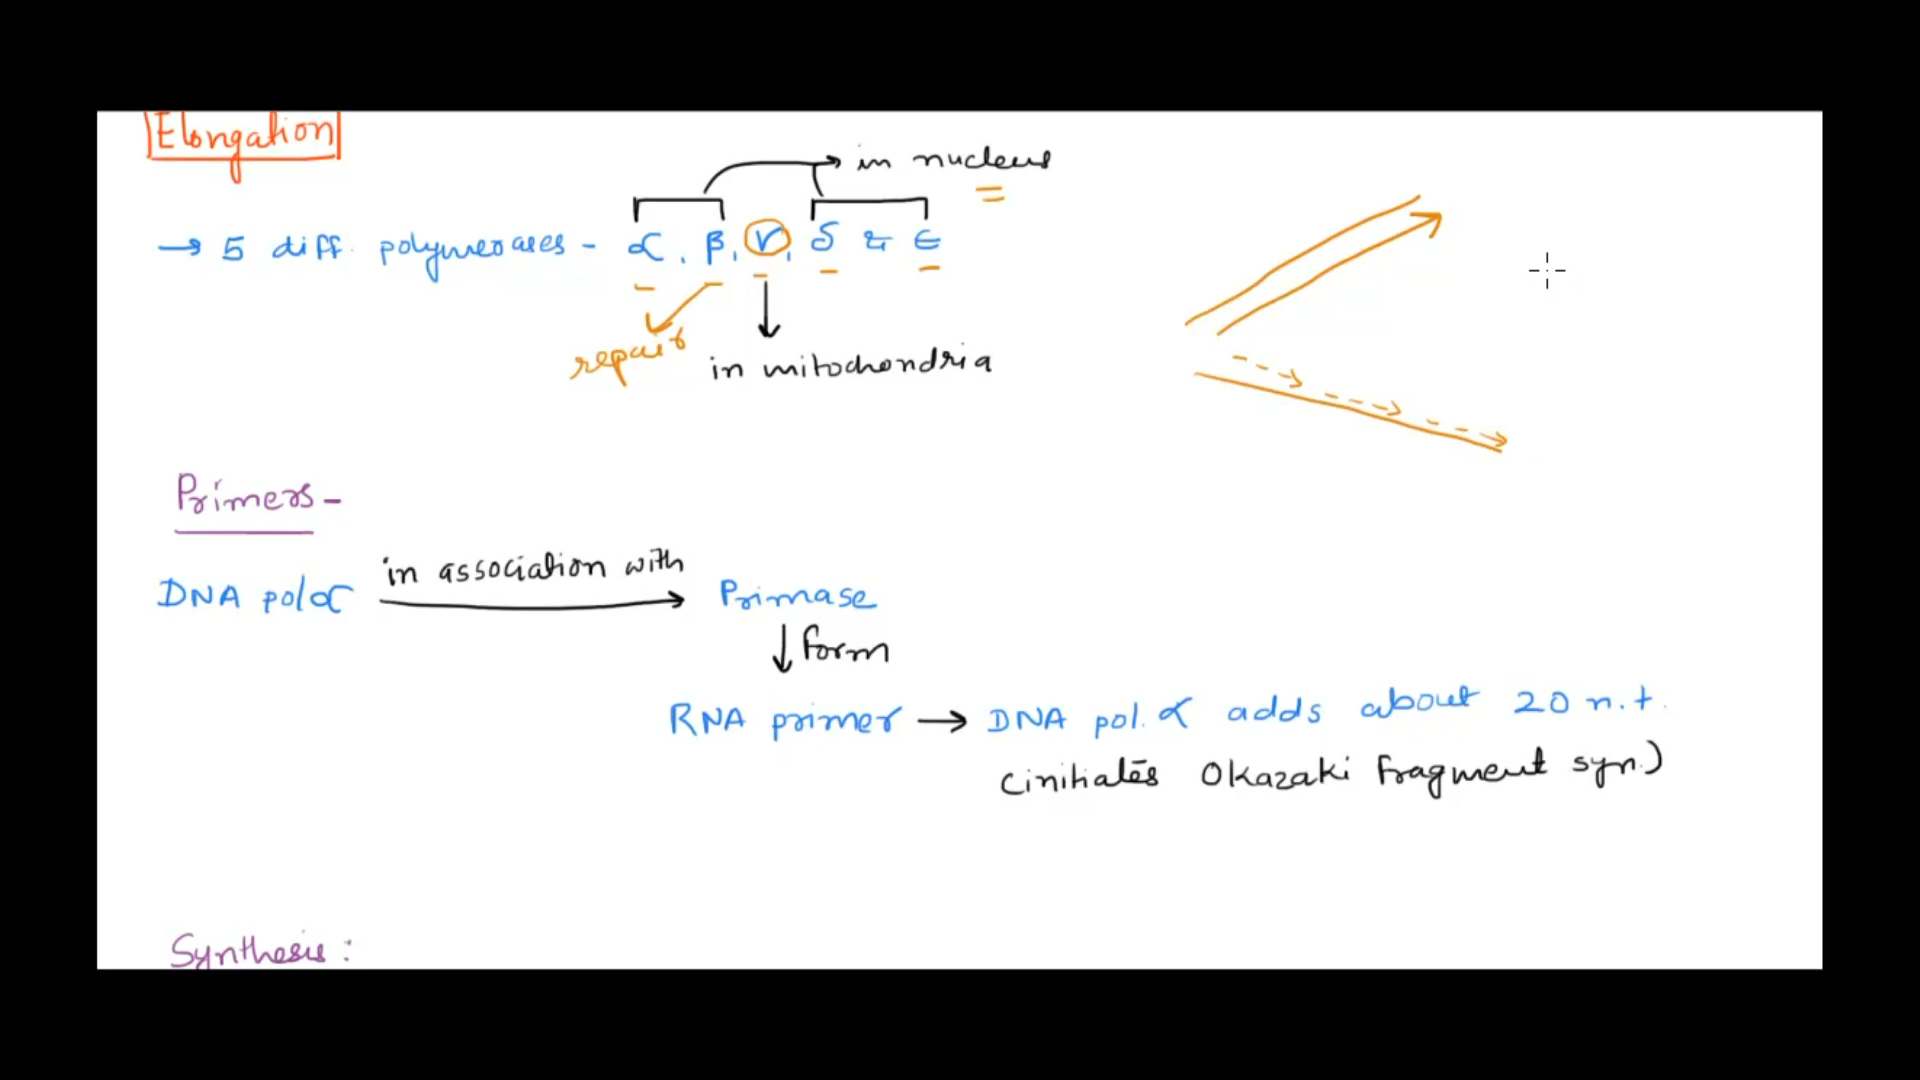 Elongation
in nucleus
→ 5 diff. polymerases - α, β, γ, δ & ε
repair
in mitochondria
Primers -
in association with
DNA pol α → Primase
↓ form
RNA primer → DNA pol. α adds about 20 n.t.
(initiates Okazaki fragment syn.)
Synthesis: